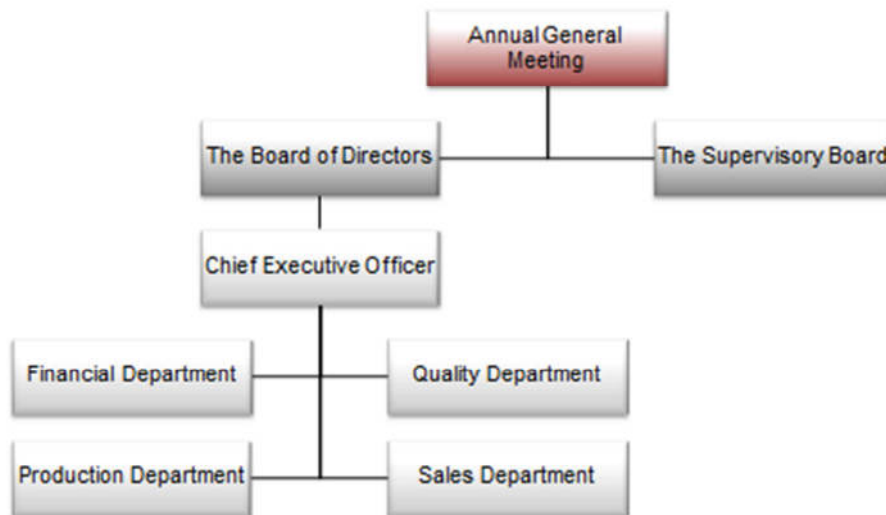 Annual General
Meeting
The Board of Directors
The Supervisory Board
Chief Executive Officer
Financial Department
Quality Department
Production Department
Sales Department